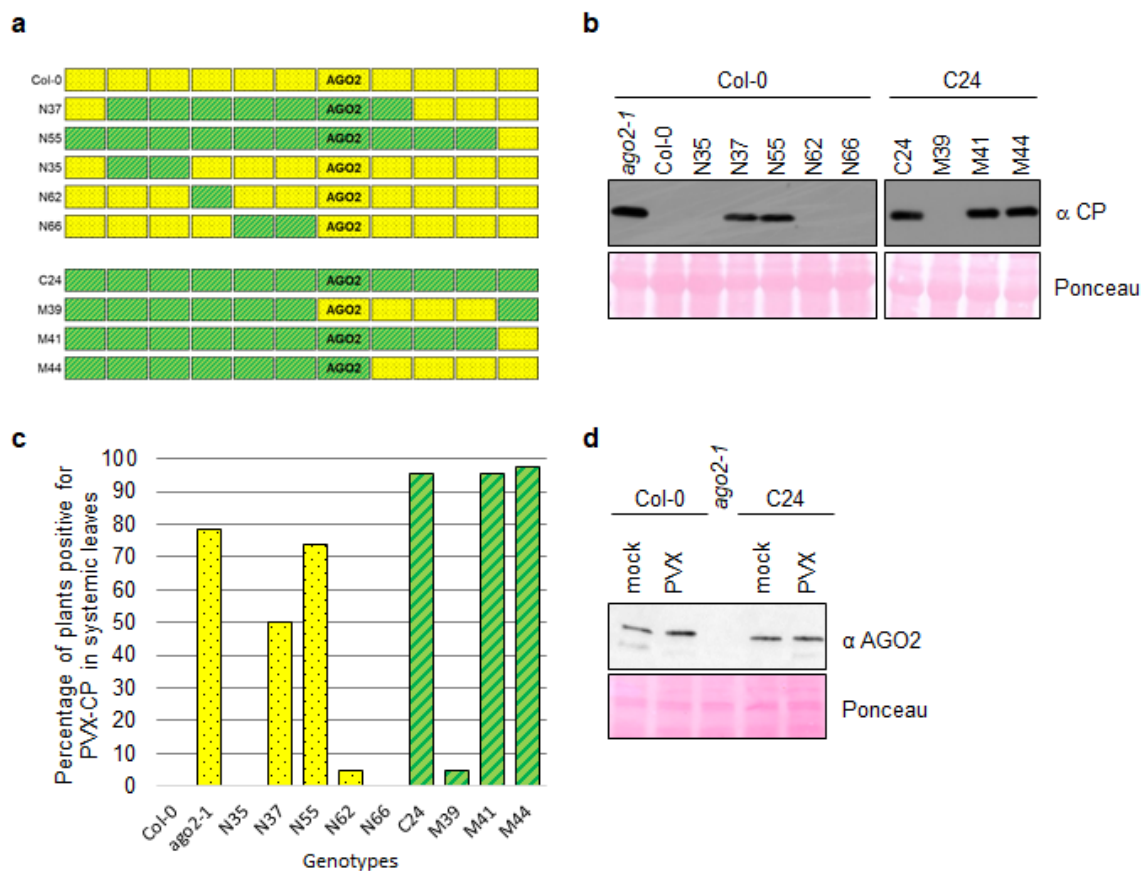 a
Col-0 AGO2
N37 AGO2
N55 AGO2
N35 AGO2
N62 AGO2
N66 AGO2
C24 AGO2
M39 AGO2
M41 AGO2
M44 AGO2
b
Col-0 C24
ago2-1 Col-0 N35 N37 N55 N62 N66 C24 M39 M41 M44
α CP
Ponceau
c
Percentage of plants positive for
PVX-CP in systemic leaves
100
90
80
70
60
50
40
30
20
10
0
Col-0 ago2-1 N35 N37 N55 N62 N66 C24 M39 M41 M44
Genotypes
d
Col-0 ago2-1 C24
mock PVX mock PVX
α AGO2
Ponceau